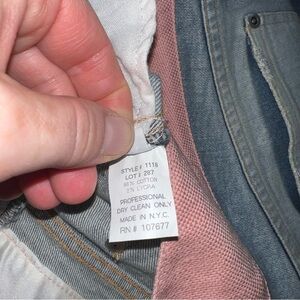 STYLE# 1118
LOT# 287
98% COTTON
2% LYCRA
PROFESSIONAL
DRY CLEAN ONLY
MADE IN N.Y.C.
RN# 107677